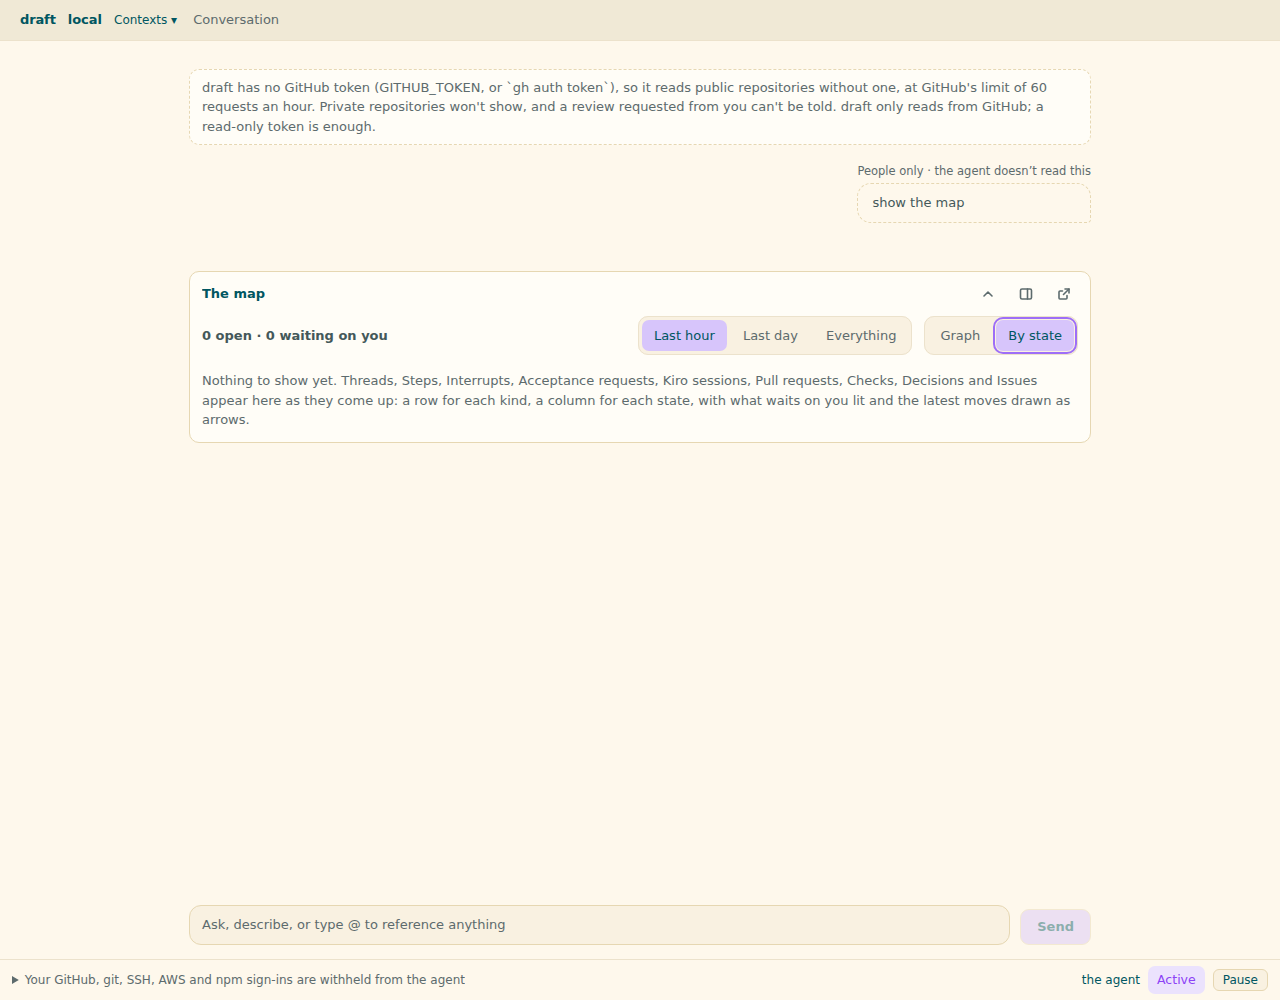 draft local Contexts ▾ Conversation
draft has no GitHub token (GITHUB_TOKEN, or `gh auth token`), so it reads public repositories without one, at GitHub's limit of 60
requests an hour. Private repositories won't show, and a review requested from you can't be told. draft only reads from GitHub; a
read-only token is enough.
People only · the agent doesn’t read this
show the map
The map
0 open · 0 waiting on you
Last hour Last day Everything Graph By state
Nothing to show yet. Threads, Steps, Interrupts, Acceptance requests, Kiro sessions, Pull requests, Checks, Decisions and Issues
appear here as they come up: a row for each kind, a column for each state, with what waits on you lit and the latest moves drawn as
arrows.
Ask, describe, or type @ to reference anything
Send
▶ Your GitHub, git, SSH, AWS and npm sign-ins are withheld from the agent
the agent Active Pause